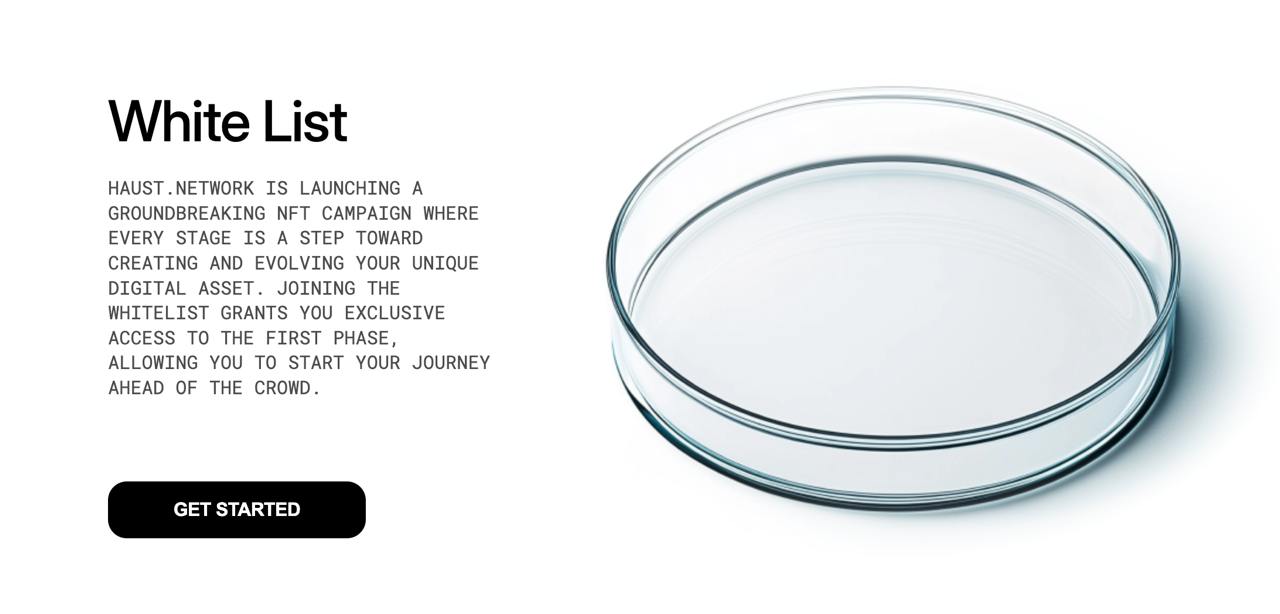 White List
HAUST.NETWORK IS LAUNCHING A
GROUNDBREAKING NFT CAMPAIGN WHERE
EVERY STAGE IS A STEP TOWARD
CREATING AND EVOLVING YOUR UNIQUE
DIGITAL ASSET. JOINING THE
WHITELIST GRANTS YOU EXCLUSIVE
ACCESS TO THE FIRST PHASE,
ALLOWING YOU TO START YOUR JOURNEY
AHEAD OF THE CROWD.
GET STARTED